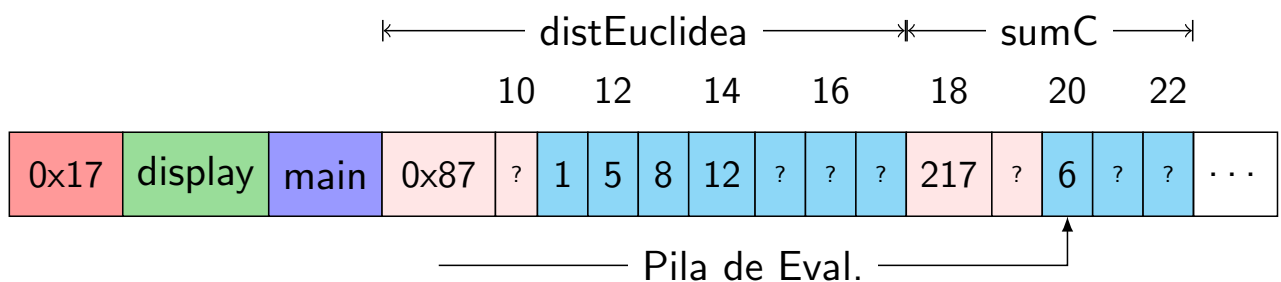 distEuclidea sumC
10 12 14 16 18 20 22
0x17 display main 0x87 ? 1 5 8 12 ? ? ? 217 ? 6 ? ? ...
Pila de Eval.